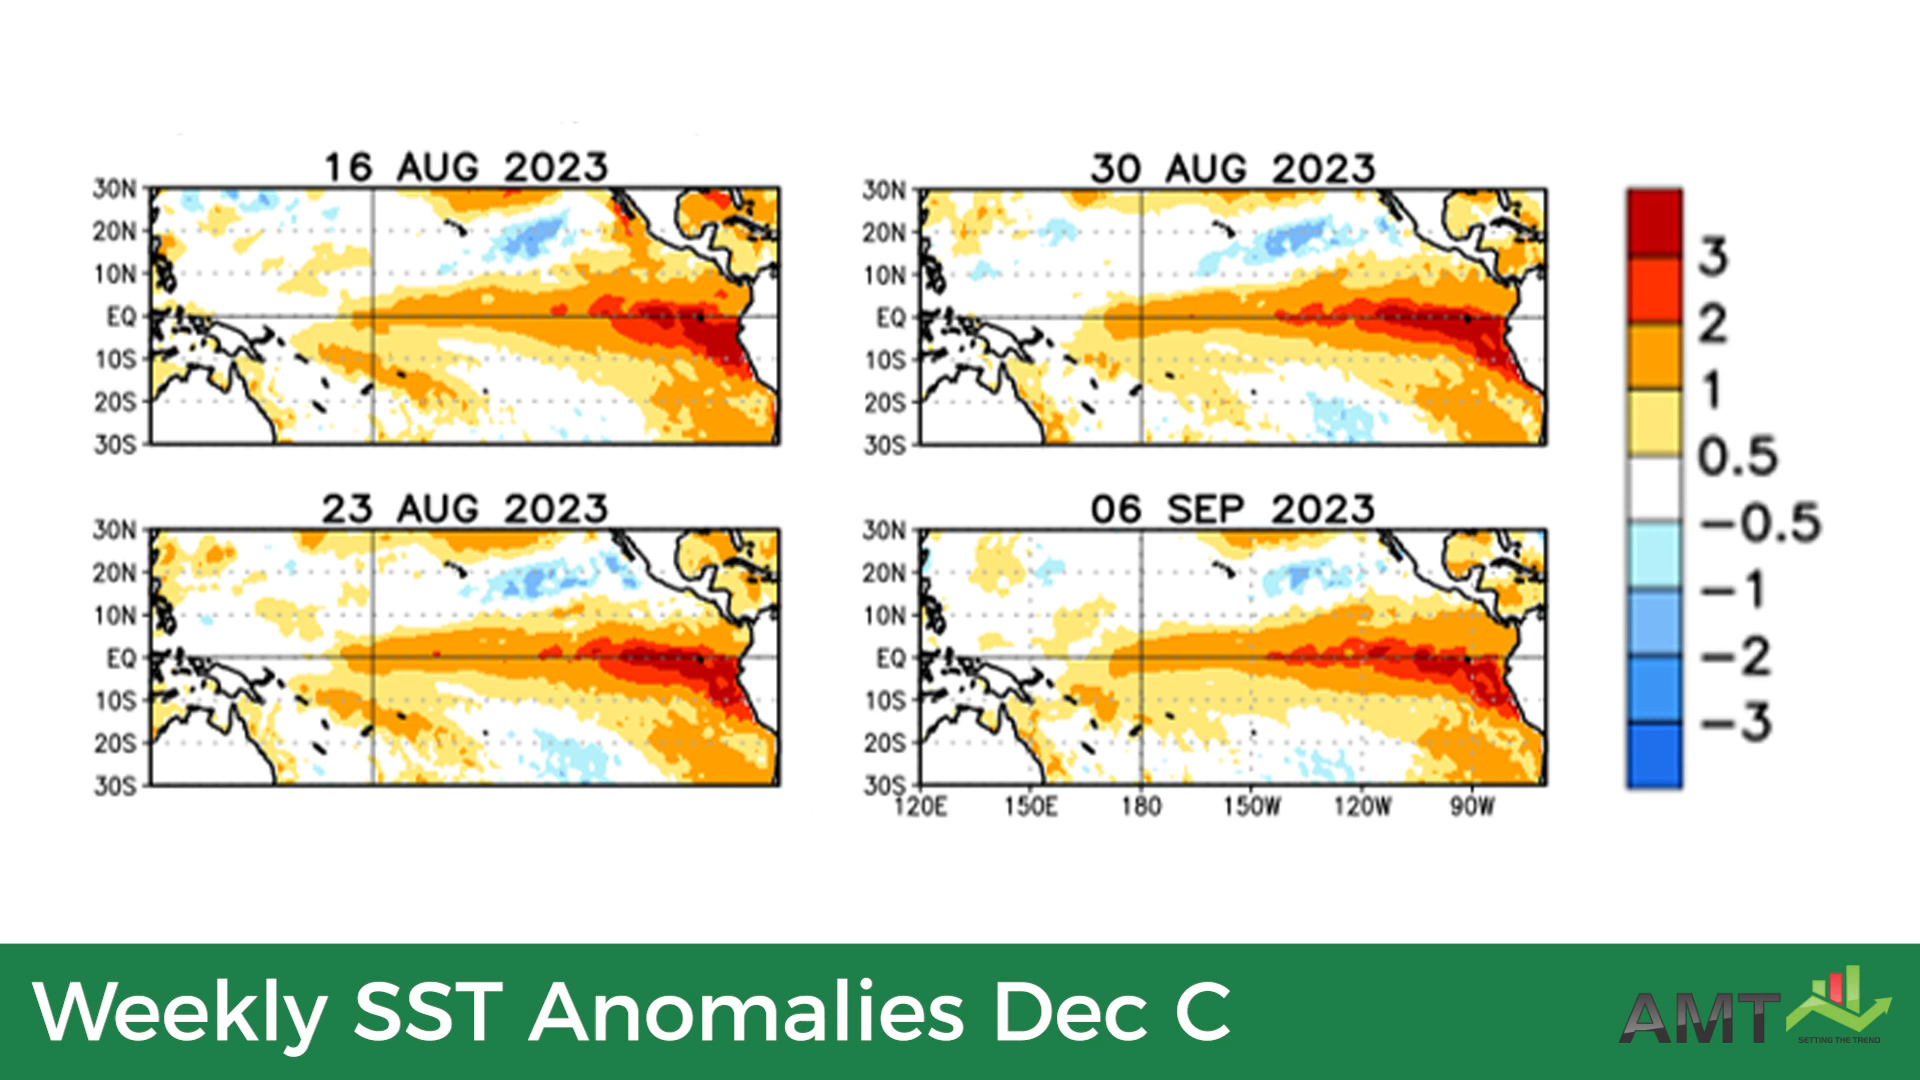 16 AUG 2023
30N
20N
10N
EQ
10S
20S
30S
30 AUG 2023
30N
20N
10N
EQ
10S
20S
30S
23 AUG 2023
30N
20N
10N
EQ
10S
20S
30S
06 SEP 2023
30N
20N
10N
EQ
10S
20S
30S
120E 150E 180 150W 120W 90W
3
2
1
0.5
-0.5
-1
-2
-3
Weekly SST Anomalies Dec C
AMT
SETTING THE TREND